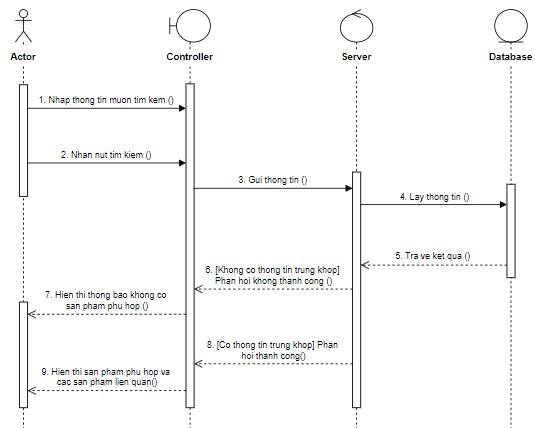 Actor
Controller
Server
Database
1. Nhap thong tin muon tim kem ()
2. Nhan nut tim kiem ()
3. Gui thong tin ()
4. Lay thong tin ()
5. Tra ve ket qua ()
6. [Khong co thong tin trung khop]
Phan hoi khong thanh cong ()
7. Hien thi thong bao khong co
san pham phu hop ()
8. [Co thong tin trung khop] Phan
hoi thanh cong()
9. Hien thi san pham phu hop va
cac san pham lien quan()